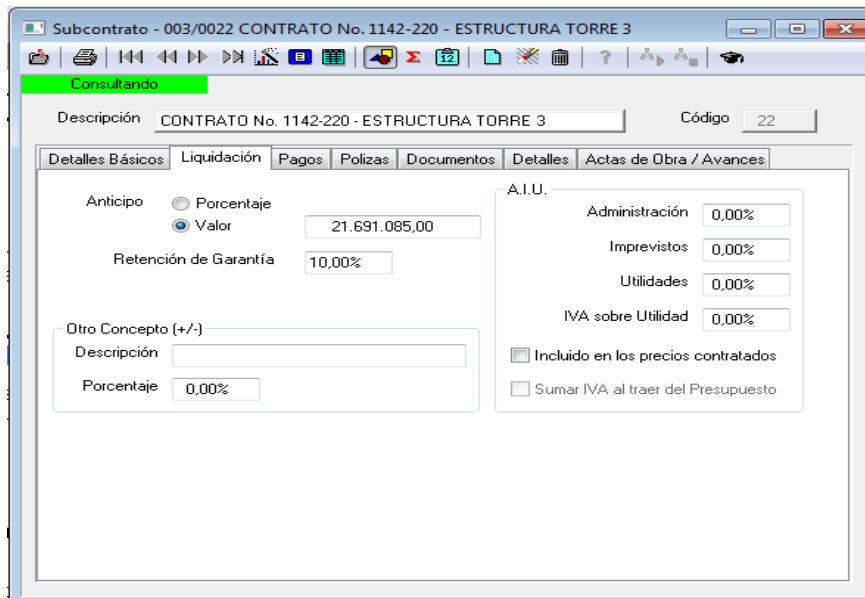 Subcontrato - 003/0022 CONTRATO No. 1142-220 - ESTRUCTURA TORRE 3
12
Consultando
Descripción CONTRATO No. 1142-220 - ESTRUCTURA TORRE 3 Código 22
Detalles Básicos Liquidación Pagos Polizas Documentos Detalles Actas de Obra / Avances
Anticipo Porcentaje
Valor 21.691.085,00
Retención de Garantía 10,00%
Otro Concepto (+/-)
Descripción
Porcentaje 0,00%
A.I.U.
Administración 0,00%
Imprevistos 0,00%
Utilidades 0,00%
IVA sobre Utilidad 0,00%
Incluido en los precios contratados
Sumar IVA al traer del Presupuesto